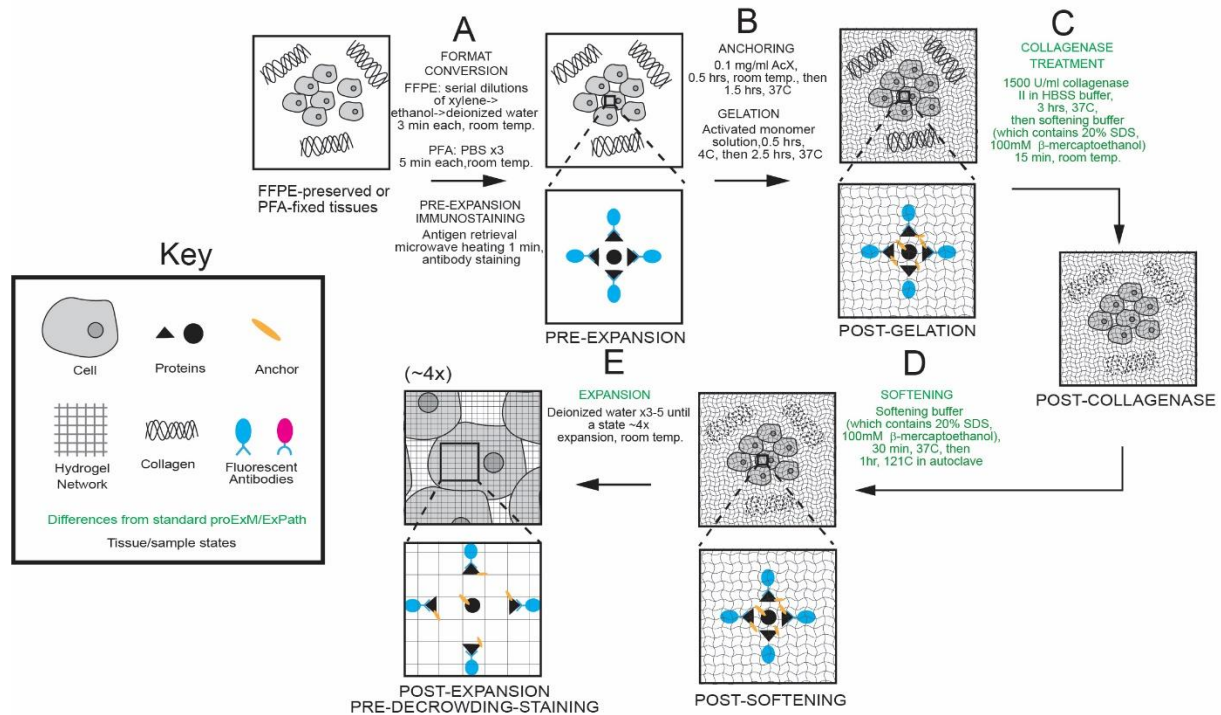 A
FORMAT
CONVERSION
FFPE: serial dilutions
of xylene->
ethanol->deionized water
3 min each, room temp.
PFA: PBS x3
5 min each,room temp.
PRE-EXPANSION
IMMUNOSTAINING
Antigen retrieval
microwave heating 1 min,
antibody staining
FFPE-preserved or
PFA-fixed tissues
PRE-EXPANSION
B
ANCHORING
0.1 mg/ml AcX,
0.5 hrs, room temp., then
1.5 hrs, 37C
GELATION
Activated monomer
solution,0.5 hrs,
4C, then 2.5 hrs, 37C
POST-GELATION
C
COLLAGENASE
TREATMENT
1500 U/ml collagenase
II in HBSS buffer,
3 hrs, 37C,
then softening buffer
(which contains 20% SDS,
100mM β-mercaptoethanol)
15 min, room temp.
POST-COLLAGENASE
D
SOFTENING
Softening buffer
(which contains 20% SDS,
100mM β-mercaptoethanol),
30 min, 37C, then
1hr, 121C in autoclave
POST-SOFTENING
E
EXPANSION
Deionized water x3-5 until
a state ~4x
expansion, room temp.
(~4x)
POST-EXPANSION
PRE-DECROWDING-STAINING
Key
Cell
Proteins
Anchor
Hydrogel
Network
Collagen
Fluorescent
Antibodies
Differences from standard proExM/ExPath
Tissue/sample states